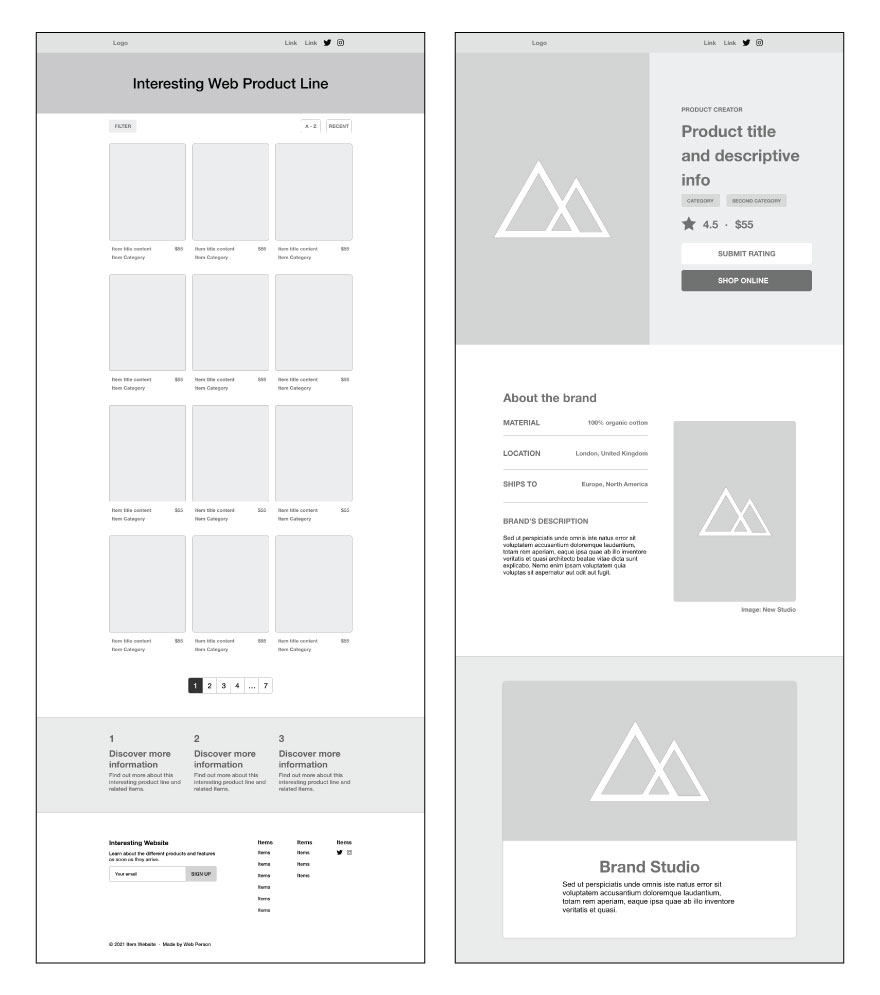 Logo
Link Link
Interesting Web Product Line
FILTER
A - Z
RECENT
Item title content $55 Item title content $55 Item title content $55
Item Category Item Category Item Category
Item title content $55 Item title content $55 Item title content $55
Item Category Item Category Item Category
Item title content $55 Item title content $55 Item title content $55
Item Category Item Category Item Category
Item title content $55 Item title content $55 Item title content $55
Item Category Item Category Item Category
1 2 3 4 ... 7
1
Discover more
information
Find out more about this
interesting product line and
related items.
2
Discover more
information
Find out more about this
interesting product line and
related items.
3
Discover more
information
Find out more about this
interesting product line and
related items.
Interesting Website
Learn about the different products and features
as soon as they arrive.
Your email
SIGN UP
Items
Items
Items
Items
Items
Items
Items
Items
Items
Items
Items
Items
© 2021 Item Website - Made by Web Person
Logo
Link Link
PRODUCT CREATOR
Product title
and descriptive
info
CATEGORY SECOND CATEGORY
4.5 · $55
SUBMIT RATING
SHOP ONLINE
About the brand
MATERIAL 100% organic cotton
LOCATION London, United Kingdom
SHIPS TO Europe, North America
BRAND'S DESCRIPTION
Sed ut perspiciatis unde omnis iste natus error sit
voluptatem accusantium doloremque laudantium,
totam rem aperiam, eaque ipsa quae ab illo inventore
veritatis et quasi architecto beatae vitae dicta sunt
explicabo. Nemo enim ipsam voluptatem quia
voluptas sit aspernatur aut odit aut fugit.
Image: New Studio
Brand Studio
Sed ut perspiciatis unde omnis iste natus error sit
voluptatem accusantium doloremque laudantium,
totam rem aperiam, eaque ipsa quae ab illo inventore
veritatis et quasi.